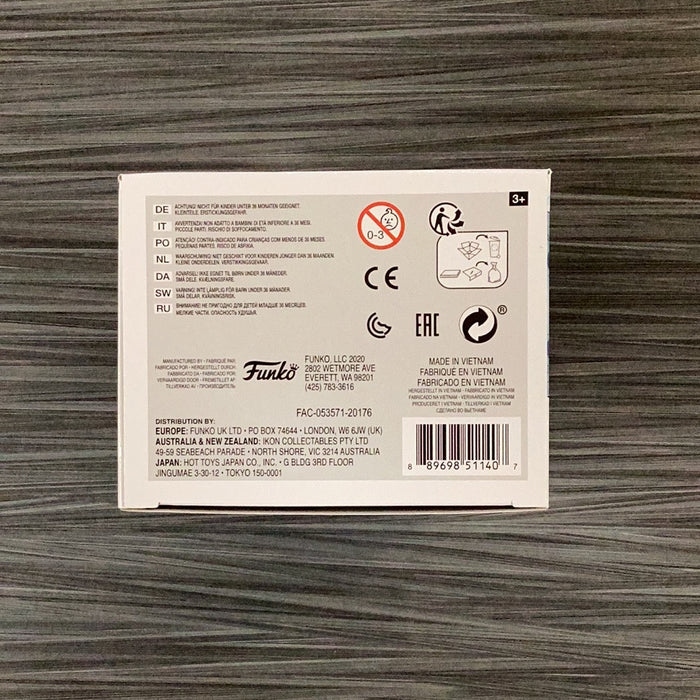 3+
DE ACHTUNG! NICHT FÜR KINDER UNTER 36 MONATEN GEEIGNET.
KLEINTEILE. ERSTICKUNGSGEFAHR.
IT AVVERTENZA! NON ADATTO A BAMBINI DI ETÀ INFERIORE A 36 MESI.
PICCOLE PARTI. RISCHIO DI SOFFOCAMENTO.
PO ATENÇÃO! CONTRA-INDICADO PARA CRIANÇAS COM MENOS DE 36 MESES.
PEQUENAS PARTES. RISCO DE ASFIXIA.
NL WAARSCHUWING! NIET GESCHIKT VOOR KINDEREN JONGER DAN 36 MAANDEN
KLEINE ONDERDELEN. VERSTIKKINGSGEVAAR.
DA ADVARSEL! IKKE EGNET TIL BØRN UNDER 36 MÅNEDER.
SMÅ DELE. KVÆLNINGSFARE.
SW VARNING! INTE LÄMPLIG FÖR BARN UNDER 36 MÅNADER.
SMÅ DELAR. KVÄVNINGSRISK.
RU ВНИМАНИЕ! НЕ ПРИГОДНО ДЛЯ ДЕТЕЙ МЛАДШЕ 36 МЕСЯЦЕВ.
МЕЛКИЕ ЧАСТИ. ОПАСНОСТЬ УДУШЬЯ.
0-3
CE
EAC
MANUFACTURED BY · FABRIQUÉ PAR
FABRICADO POR · HERGESTELLT DURCH
FABBRICATO DA · FABRICADO POR
VERVAARDIGD DOOR · FREMSTILLET AF
TILLVERKAD AV · ПРОИЗВОДИТЕЛЬ
Funko
FUNKO, LLC 2020
2802 WETMORE AVE
EVERETT, WA 98201
(425) 783-3616
MADE IN VIETNAM
FABRIQUÉ EN VIETNAM
FABRICADO EN VIETNAM
HERGESTELLT IN VIETNAM · FABBRICATO IN VIETNAM
FABRICADO NA VIETNAM · VERVAARDIGD IN VIETNAM
PRODUCERET I VIETNAM · TILLVERKAD I VIETNAM
СДЕЛАНО ВО ВЬЕТНАМЕ
FAC-053571-20176
DISTRIBUTION BY:
EUROPE: FUNKO UK LTD · PO BOX 74644 · LONDON, W6 6JW (UK)
AUSTRALIA & NEW ZEALAND: IKON COLLECTABLES PTY LTD
49-59 SEABEACH PARADE · NORTH SHORE, VIC 3214 AUSTRALIA
JAPAN: HOT TOYS JAPAN CO., INC. · G BLDG 3RD FLOOR
JINGUMAE 3-30-12 · TOKYO 150-0001
8 89698 51140 7